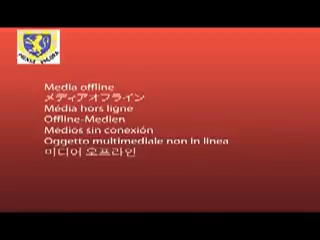 Media offline
メディアオフライン
Média hors ligne
Offline-Medien
Medios sin conexión
Oggetto multimediale non in linea
미디어 오프라인